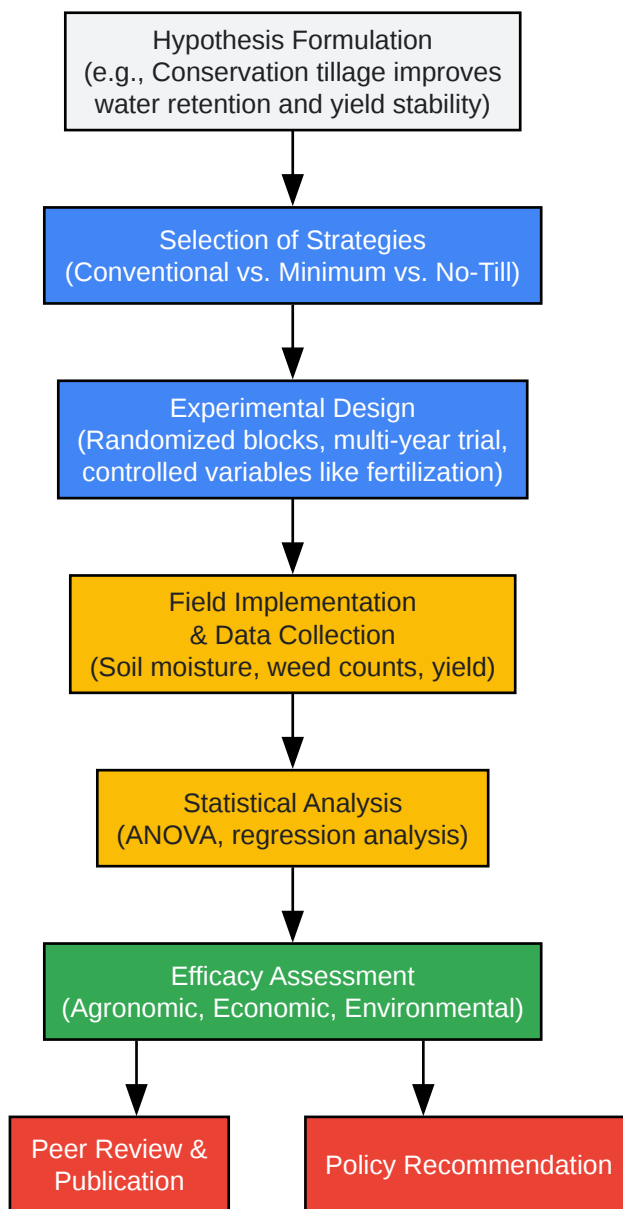 Hypothesis Formulation
(e.g., Conservation tillage improves
water retention and yield stability)
Selection of Strategies
(Conventional vs. Minimum vs. No-Till)
Experimental Design
(Randomized blocks, multi-year trial,
controlled variables like fertilization)
Field Implementation
& Data Collection
(Soil moisture, weed counts, yield)
Statistical Analysis
(ANOVA, regression analysis)
Efficacy Assessment
(Agronomic, Economic, Environmental)
Peer Review &
Publication
Policy Recommendation